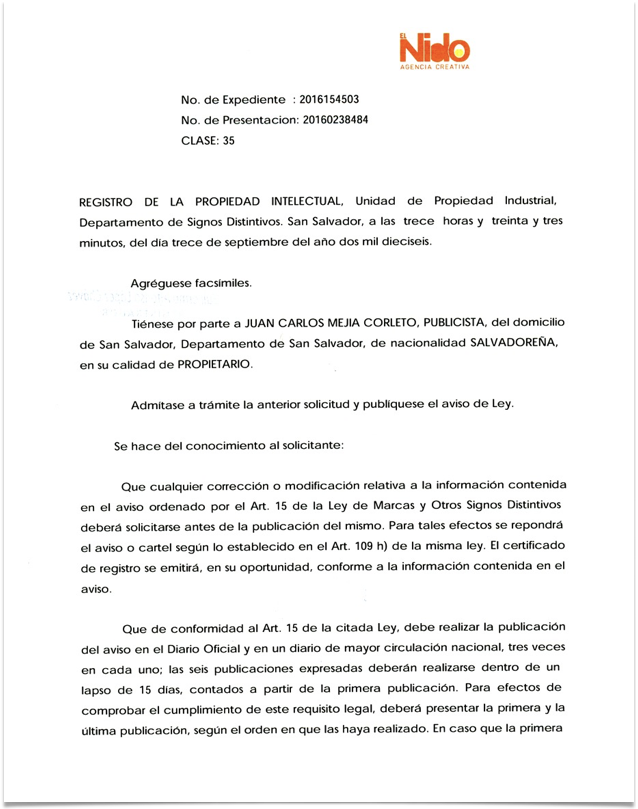 EL
Nido
AGENCIA CREATIVA
No. de Expediente : 2016154503
No. de Presentacion: 20160238484
CLASE: 35
REGISTRO DE LA PROPIEDAD INTELECTUAL, Unidad de Propiedad Industrial,
Departamento de Signos Distintivos. San Salvador, a las trece horas y treinta y tres
minutos, del día trece de septiembre del año dos mil dieciseis.
Agréguese facsímiles.
Tiénese por parte a JUAN CARLOS MEJIA CORLETO, PUBLICISTA, del domicilio
de San Salvador, Departamento de San Salvador, de nacionalidad SALVADOREÑA,
en su calidad de PROPIETARIO.
Admítase a trámite la anterior solicitud y publíquese el aviso de Ley.
Se hace del conocimiento al solicitante:
Que cualquier corrección o modificación relativa a la información contenida
en el aviso ordenado por el Art. 15 de la Ley de Marcas y Otros Signos Distintivos
deberá solicitarse antes de la publicación del mismo. Para tales efectos se repondrá
el aviso o cartel según lo establecido en el Art. 109 h) de la misma ley. El certificado
de registro se emitirá, en su oportunidad, conforme a la información contenida en el
aviso.
Que de conformidad al Art. 15 de la citada Ley, debe realizar la publicación
del aviso en el Diario Oficial y en un diario de mayor circulación nacional, tres veces
en cada uno; las seis publicaciones expresadas deberán realizarse dentro de un
lapso de 15 días, contados a partir de la primera publicación. Para efectos de
comprobar el cumplimiento de este requisito legal, deberá presentar la primera y la
última publicación, según el orden en que las haya realizado. En caso que la primera